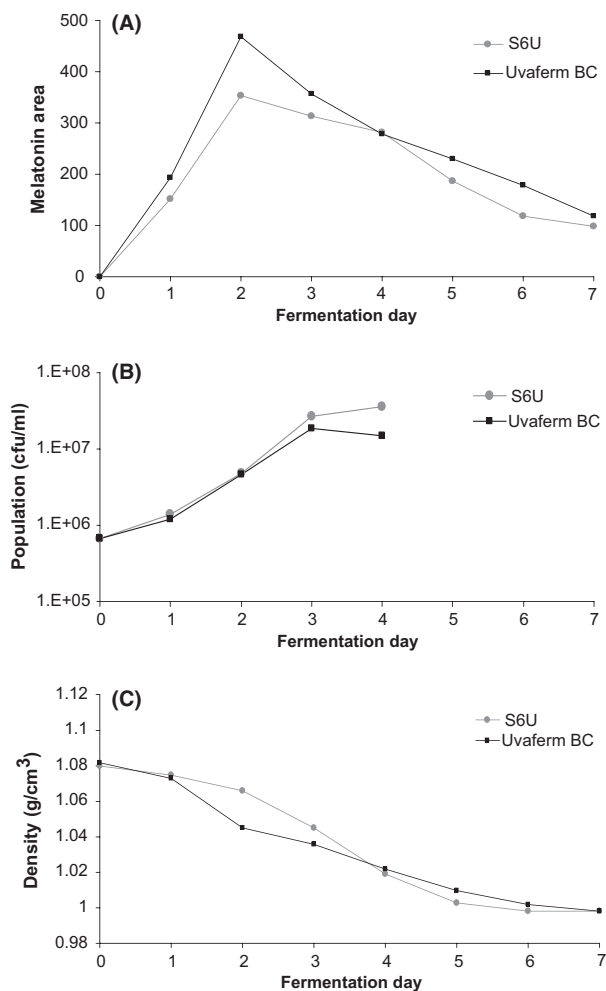 (A)
500
400
300
200
100
0
Melatonin area
S6U
Uvaferm BC
0 1 2 3 4 5 6 7
Fermentation day
(B)
1.E+08
1.E+07
1.E+06
1.E+05
Population (cfu/ml)
S6U
Uvaferm BC
0 1 2 3 4 5 6 7
Fermentation day
(C)
1.12
1.1
1.08
1.06
1.04
1.02
1
0.98
Density (g/cm³)
S6U
Uvaferm BC
0 1 2 3 4 5 6 7
Fermentation day